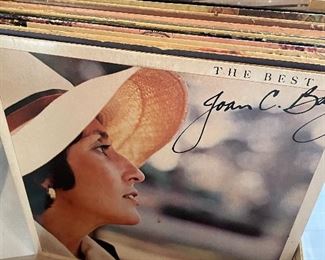 THE BEST
Joan C. Ba